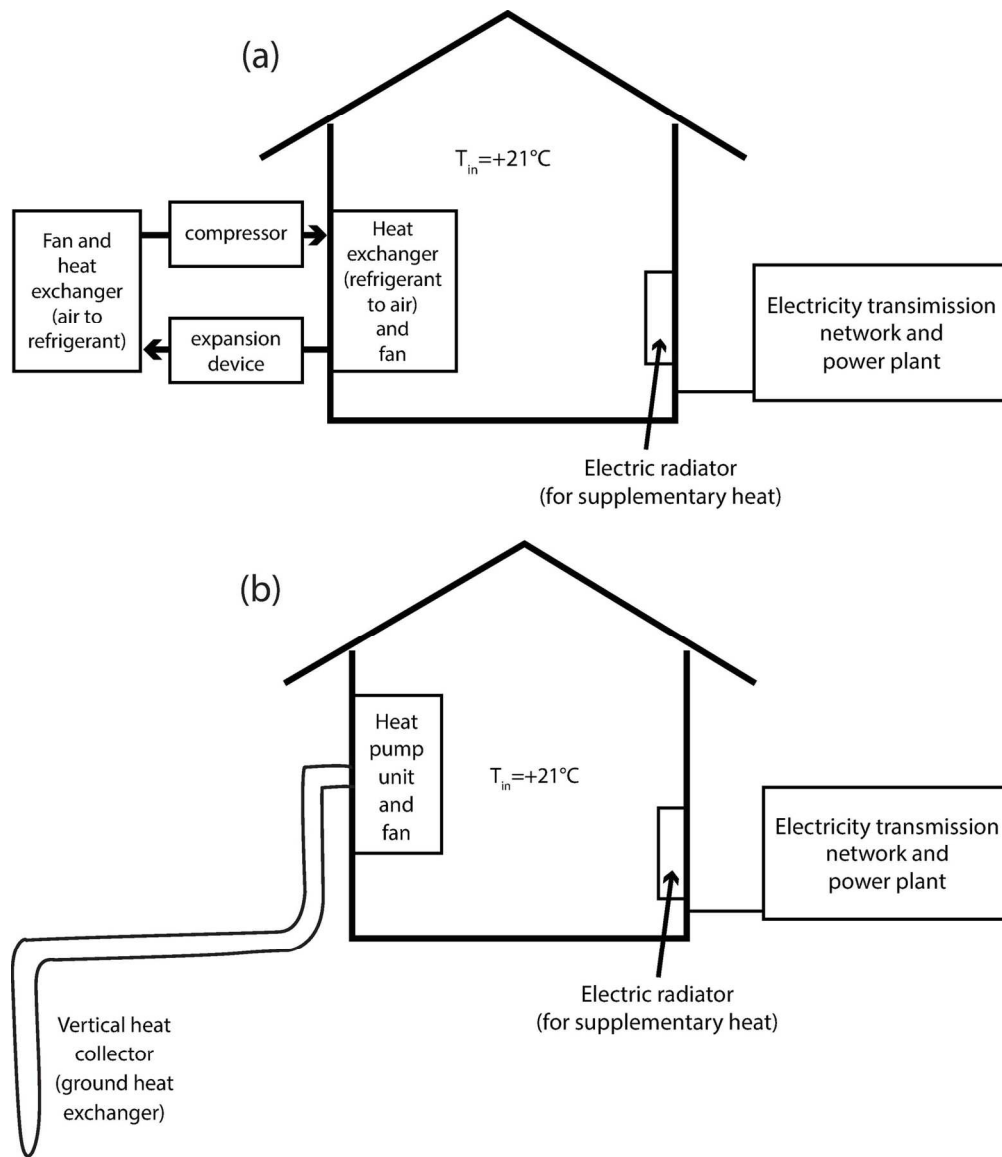 (a)
T_in=+21°C
Fan and
heat
exchanger
(air to
refrigerant)
compressor
expansion
device
Heat
exchanger
(refrigerant
to air)
and
fan
Electricity transimission
network and
power plant
Electric radiator
(for supplementary heat)
(b)
Heat
pump
unit
and
fan
T_in=+21°C
Electricity transmission
network and
power plant
Electric radiator
(for supplementary heat)
Vertical heat
collector
(ground heat
exchanger)